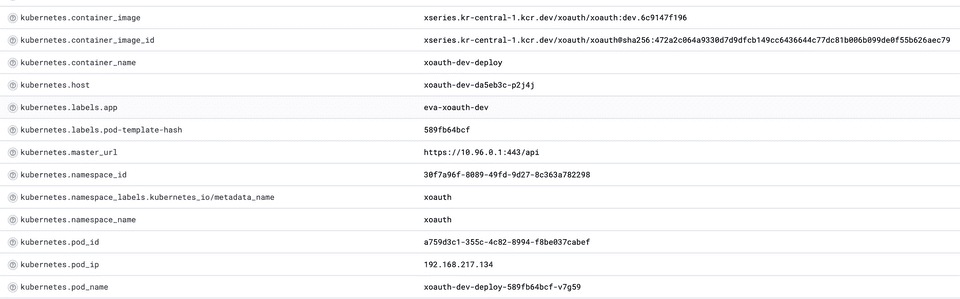 kubernetes.container_image xseries.kr-central-1.kcr.dev/xoauth/xoauth:dev.6c9147f196
kubernetes.container_image_id xseries.kr-central-1.kcr.dev/xoauth/xoauth@sha256:472a2c064a9330d7d9dfcb149cc6436644c77dc81b006b099de0f55b626aec79
kubernetes.container_name xoauth-dev-deploy
kubernetes.host xoauth-dev-da5eb3c-p2j4j
kubernetes.labels.app eva-xoauth-dev
kubernetes.labels.pod-template-hash 589fb64bcf
kubernetes.master_url https://10.96.0.1:443/api
kubernetes.namespace_id 30f7a96f-8089-49fd-9d27-8c363a782298
kubernetes.namespace_labels.kubernetes_io/metadata_name xoauth
kubernetes.namespace_name xoauth
kubernetes.pod_id a759d3c1-355c-4c82-8994-f8be037cabef
kubernetes.pod_ip 192.168.217.134
kubernetes.pod_name xoauth-dev-deploy-589fb64bcf-v7g59